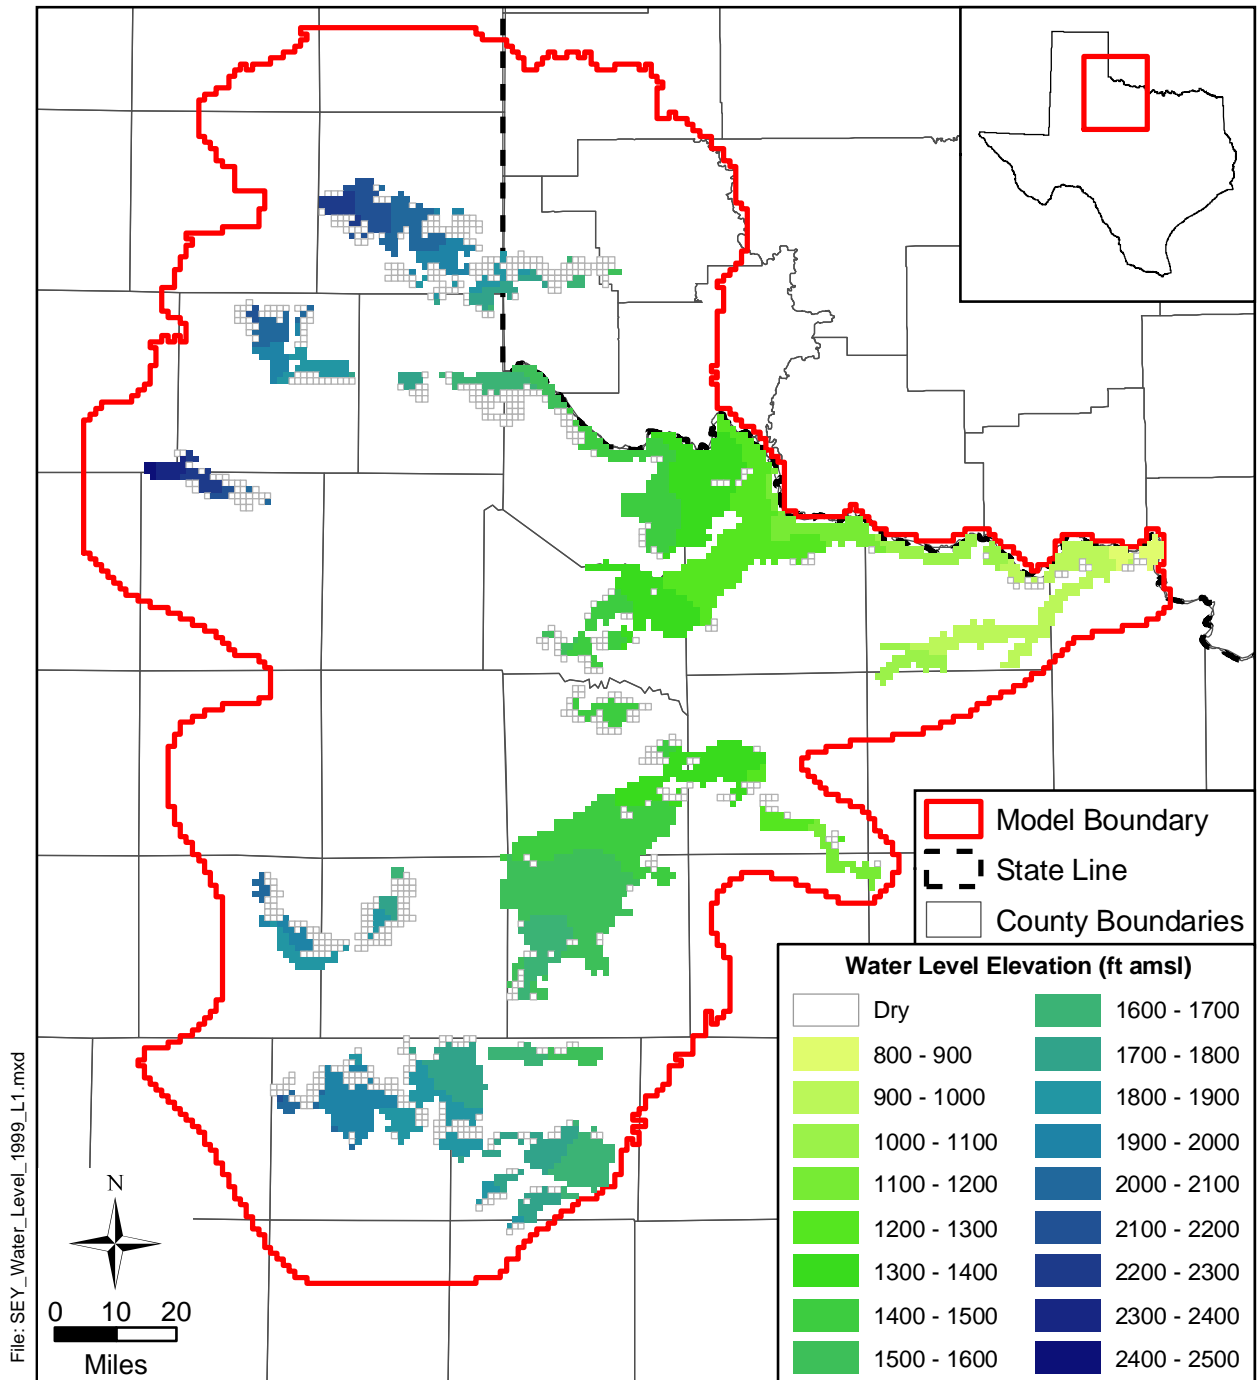 Model Boundary
State Line
County Boundaries
Water Level Elevation (ft amsl)
Dry
800 - 900
900 - 1000
1000 - 1100
1100 - 1200
1200 - 1300
1300 - 1400
1400 - 1500
1500 - 1600
1600 - 1700
1700 - 1800
1800 - 1900
1900 - 2000
2000 - 2100
2100 - 2200
2200 - 2300
2300 - 2400
2400 - 2500
N
0 10 20
Miles
File: SEY_Water_Level_1999_L1.mxd